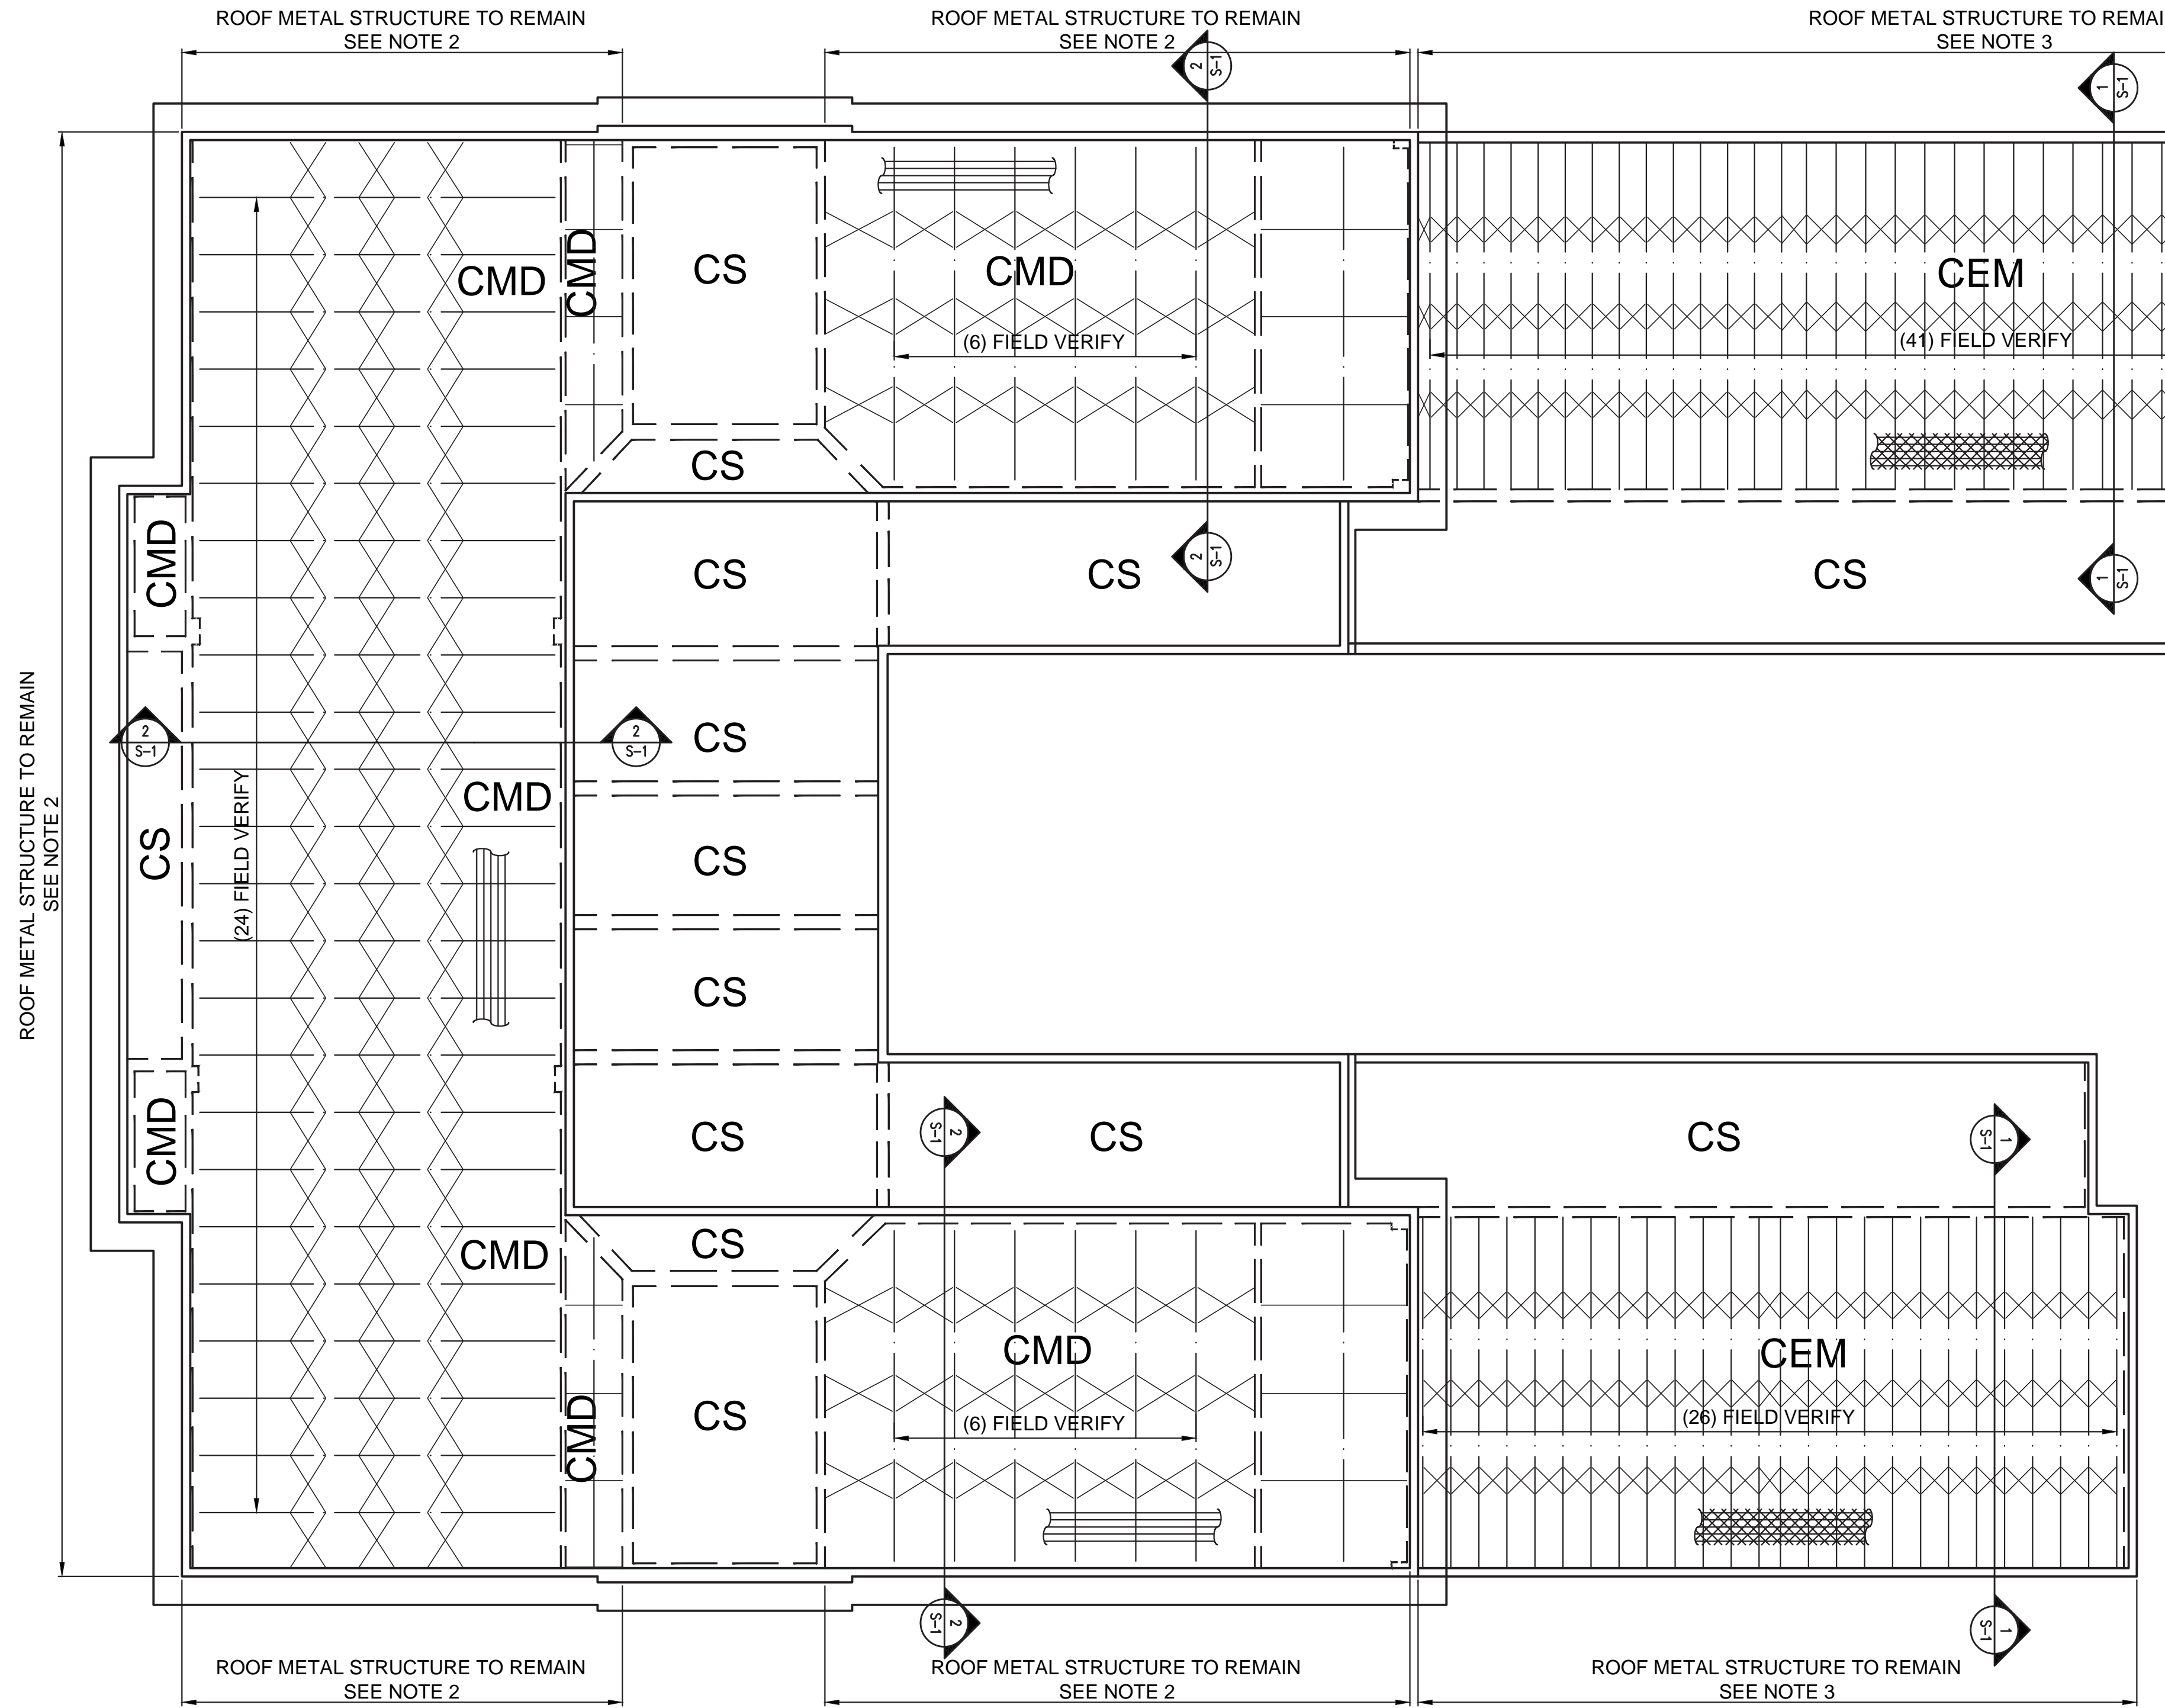 ROOF METAL STRUCTURE TO REMAIN
SEE NOTE 2
ROOF METAL STRUCTURE TO REMAIN
SEE NOTE 2
ROOF METAL STRUCTURE TO REMAI
SEE NOTE 3
2
S-1
1
S-1
CMD
CMD
CS
CMD
CEM
(6) FIELD VERIFY
(41) FIELD VERIFY
CS
CMD
CS
CS
2
S-1
CS
1
S-1
ROOF METAL STRUCTURE TO REMAIN
SEE NOTE 2
2
S-1
2
S-1
CS
(24) FIELD VERIFY
CMD
CS
CS
CS
CMD
CS
2
S-1
CS
CS
1
S-1
CMD
CS
CMD
CEM
CMD
CS
(6) FIELD VERIFY
(26) FIELD VERIFY
2
S-1
1
S-1
ROOF METAL STRUCTURE TO REMAIN
SEE NOTE 2
ROOF METAL STRUCTURE TO REMAIN
SEE NOTE 2
ROOF METAL STRUCTURE TO REMAIN
SEE NOTE 3